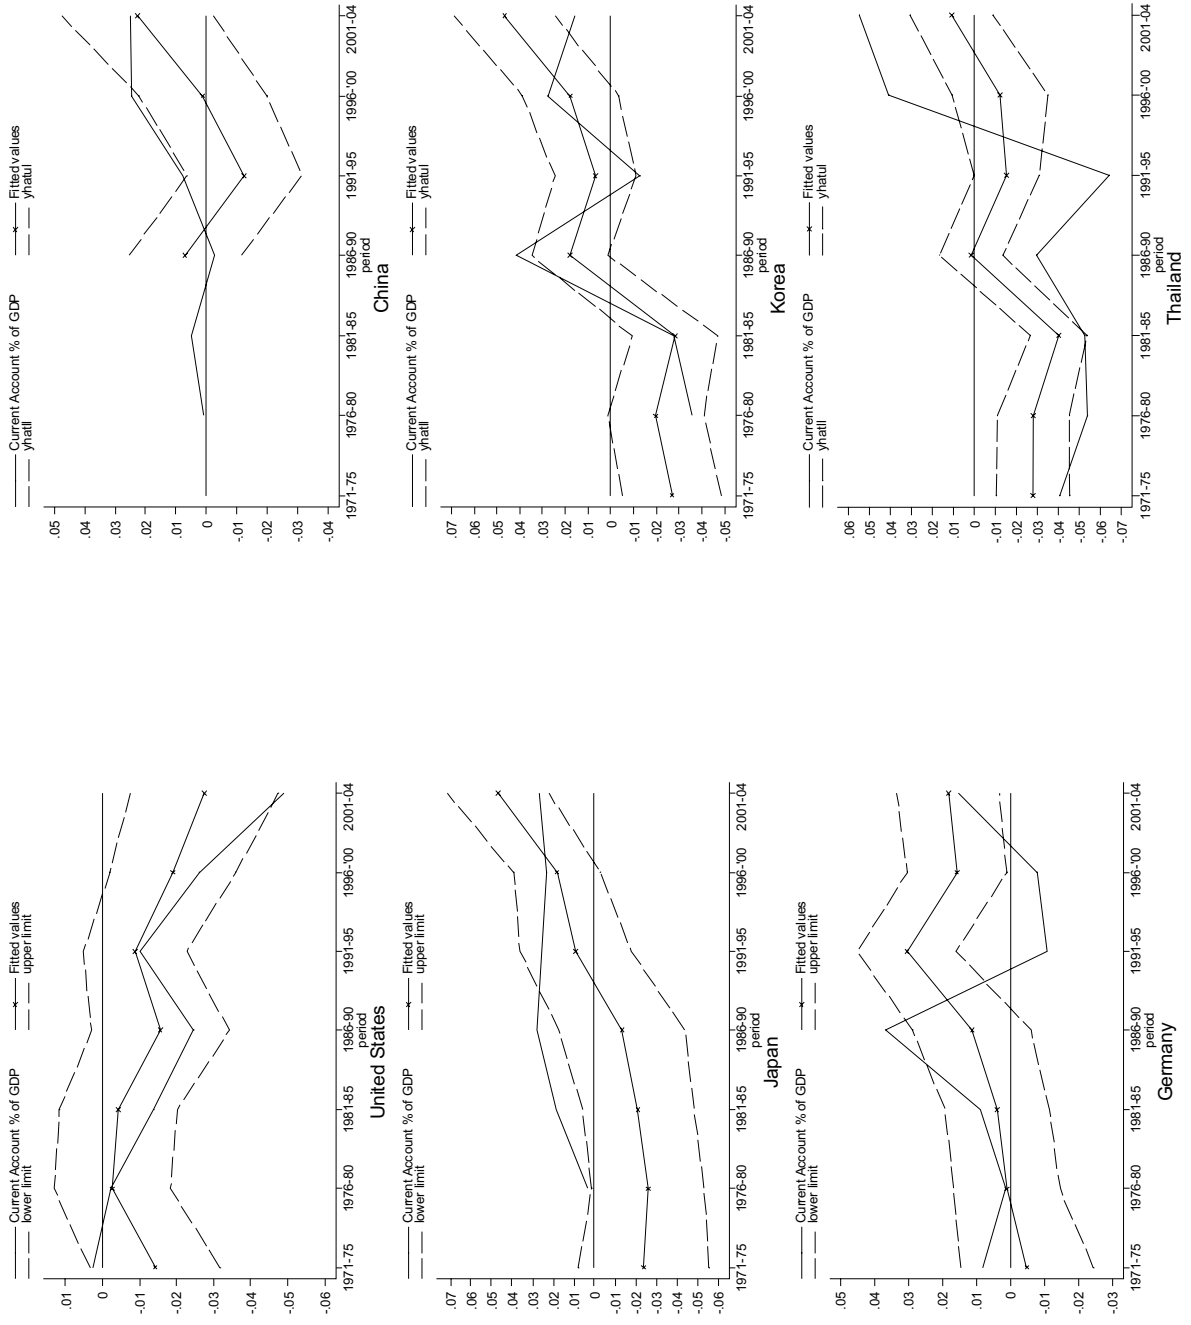 Current Account % of GDP Fitted values
lower limit upper limit
.01
0
-.01
-.02
-.03
-.04
-.05
-.06
1971-75 1976-80 1981-85 1986-90 1991-95 1996-'00 2001-04
period
United States
Current Account % of GDP Fitted values
yhatll yhatul
.05
.04
.03
.02
.01
0
-.01
-.02
-.03
-.04
1971-75 1976-80 1981-85 1986-90 1991-95 1996-'00 2001-04
period
China
Current Account % of GDP Fitted values
lower limit upper limit
.07
.06
.05
.04
.03
.02
.01
0
-.01
-.02
-.03
-.04
-.05
-.06
1971-75 1976-80 1981-85 1986-90 1991-95 1996-'00 2001-04
period
Japan
Current Account % of GDP Fitted values
yhatll yhatul
.07
.06
.05
.04
.03
.02
.01
0
-.01
-.02
-.03
-.04
-.05
1971-75 1976-80 1981-85 1986-90 1991-95 1996-'00 2001-04
period
Korea
Current Account % of GDP Fitted values
lower limit upper limit
.05
.04
.03
.02
.01
0
-.01
-.02
-.03
1971-75 1976-80 1981-85 1986-90 1991-95 1996-'00 2001-04
period
Germany
Current Account % of GDP Fitted values
yhatll yhatul
.06
.05
.04
.03
.02
.01
0
-.01
-.02
-.03
-.04
-.05
-.06
-.07
1971-75 1976-80 1981-85 1986-90 1991-95 1996-'00 2001-04
period
Thailand